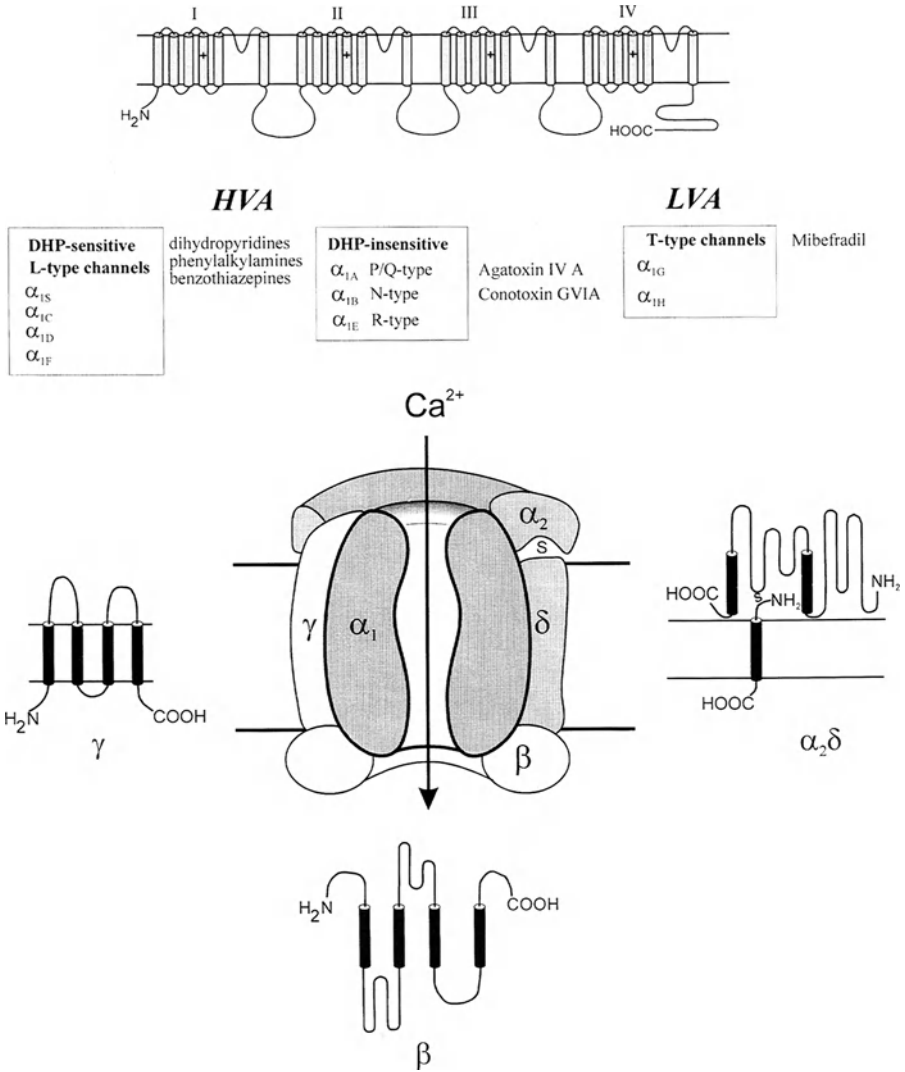 I II III IV
+ + + +
H₂N
HOOC
HVA LVA
DHP-sensitive
L-type channels
α1S
α1C
α1D
α1F
dihydropyridines
phenylalkylamines
benzothiazepines
DHP-insensitive
α1A P/Q-type
α1B N-type
α1E R-type
Agatoxin IV A
Conotoxin GVIA
T-type channels
α1G
α1H
Mibefradil
Ca²⁺
α₂
S
γ
α₁
δ
β
H₂N
COOH
γ
HOOC
S
NH₂
NH₂
HOOC
α₂δ
H₂N
COOH
β